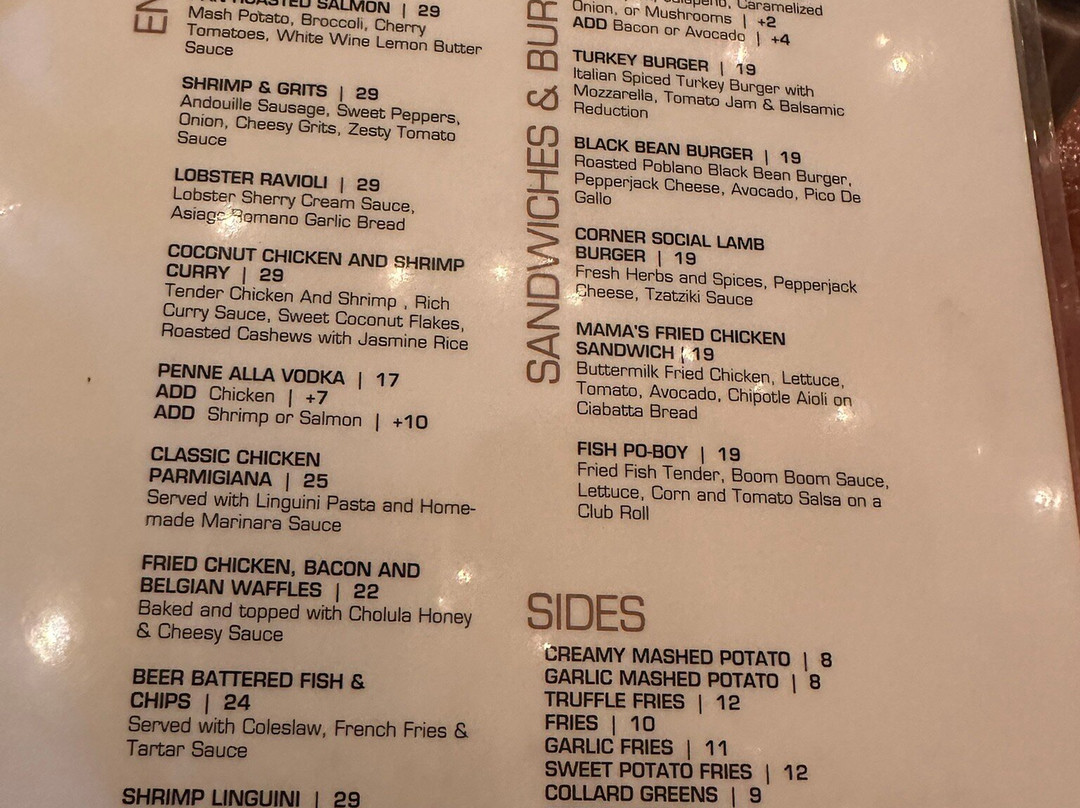 EN
ROASTED SALMON | 29
Mash Potato, Broccoli, Cherry
Tomatoes, White Wine Lemon Butter
Sauce
SHRIMP & GRITS | 29
Andouille Sausage, Sweet Peppers,
Onion, Cheesy Grits, Zesty Tomato
Sauce
LOBSTER RAVIOLI | 29
Lobster Sherry Cream Sauce,
Asiago Romano Garlic Bread
COCONUT CHICKEN AND SHRIMP
CURRY | 29
Tender Chicken And Shrimp , Rich
Curry Sauce, Sweet Coconut Flakes,
Roasted Cashews with Jasmine Rice
PENNE ALLA VODKA | 17
ADD Chicken | +7
ADD Shrimp or Salmon | +10
CLASSIC CHICKEN
PARMIGIANA | 25
Served with Linguini Pasta and Home-
made Marinara Sauce
FRIED CHICKEN, BACON AND
BELGIAN WAFFLES | 22
Baked and topped with Cholula Honey
& Cheesy Sauce
BEER BATTERED FISH &
CHIPS | 24
Served with Coleslaw, French Fries &
Tartar Sauce
SHRIMP LINGUINI | 29
SANDWICHES & BUR
Caramelized
Onion, or Mushrooms | +2
ADD Bacon or Avocado | +4
TURKEY BURGER | 19
Italian Spiced Turkey Burger with
Mozzarella, Tomato Jam & Balsamic
Reduction
BLACK BEAN BURGER | 19
Roasted Poblano Black Bean Burger,
Pepperjack Cheese, Avocado, Pico De
Gallo
CORNER SOCIAL LAMB
BURGER | 19
Fresh Herbs and Spices, Pepperjack
Cheese, Tzatziki Sauce
MAMA'S FRIED CHICKEN
SANDWICH | 19
Buttermilk Fried Chicken, Lettuce,
Tomato, Avocado, Chipotle Aioli on
Ciabatta Bread
FISH PO-BOY | 19
Fried Fish Tender, Boom Boom Sauce,
Lettuce, Corn and Tomato Salsa on a
Club Roll
SIDES
CREAMY MASHED POTATO | 8
GARLIC MASHED POTATO | 8
TRUFFLE FRIES | 12
FRIES | 10
GARLIC FRIES | 11
SWEET POTATO FRIES | 12
COLLARD GREENS | 9